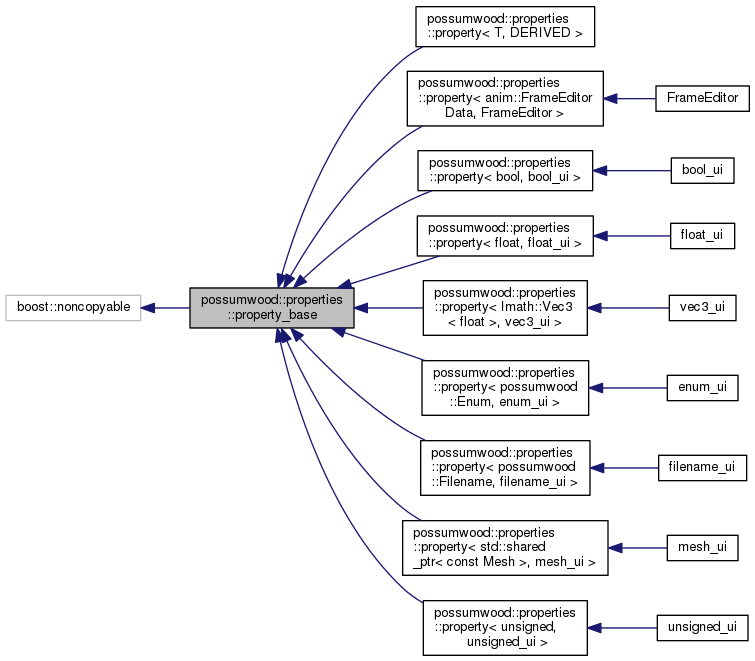 possumwood::properties
::property< T, DERIVED >
possumwood::properties
::property< anim::FrameEditor
Data, FrameEditor >
FrameEditor
possumwood::properties
::property< bool, bool_ui >
bool_ui
possumwood::properties
::property< float, float_ui >
float_ui
boost::noncopyable
possumwood::properties
::property_base
possumwood::properties
::property< Imath::Vec3
< float >, vec3_ui >
vec3_ui
possumwood::properties
::property< possumwood
::Enum, enum_ui >
enum_ui
possumwood::properties
::property< possumwood
::Filename, filename_ui >
filename_ui
possumwood::properties
::property< std::shared
_ptr< const Mesh >, mesh_ui >
mesh_ui
possumwood::properties
::property< unsigned,
unsigned_ui >
unsigned_ui